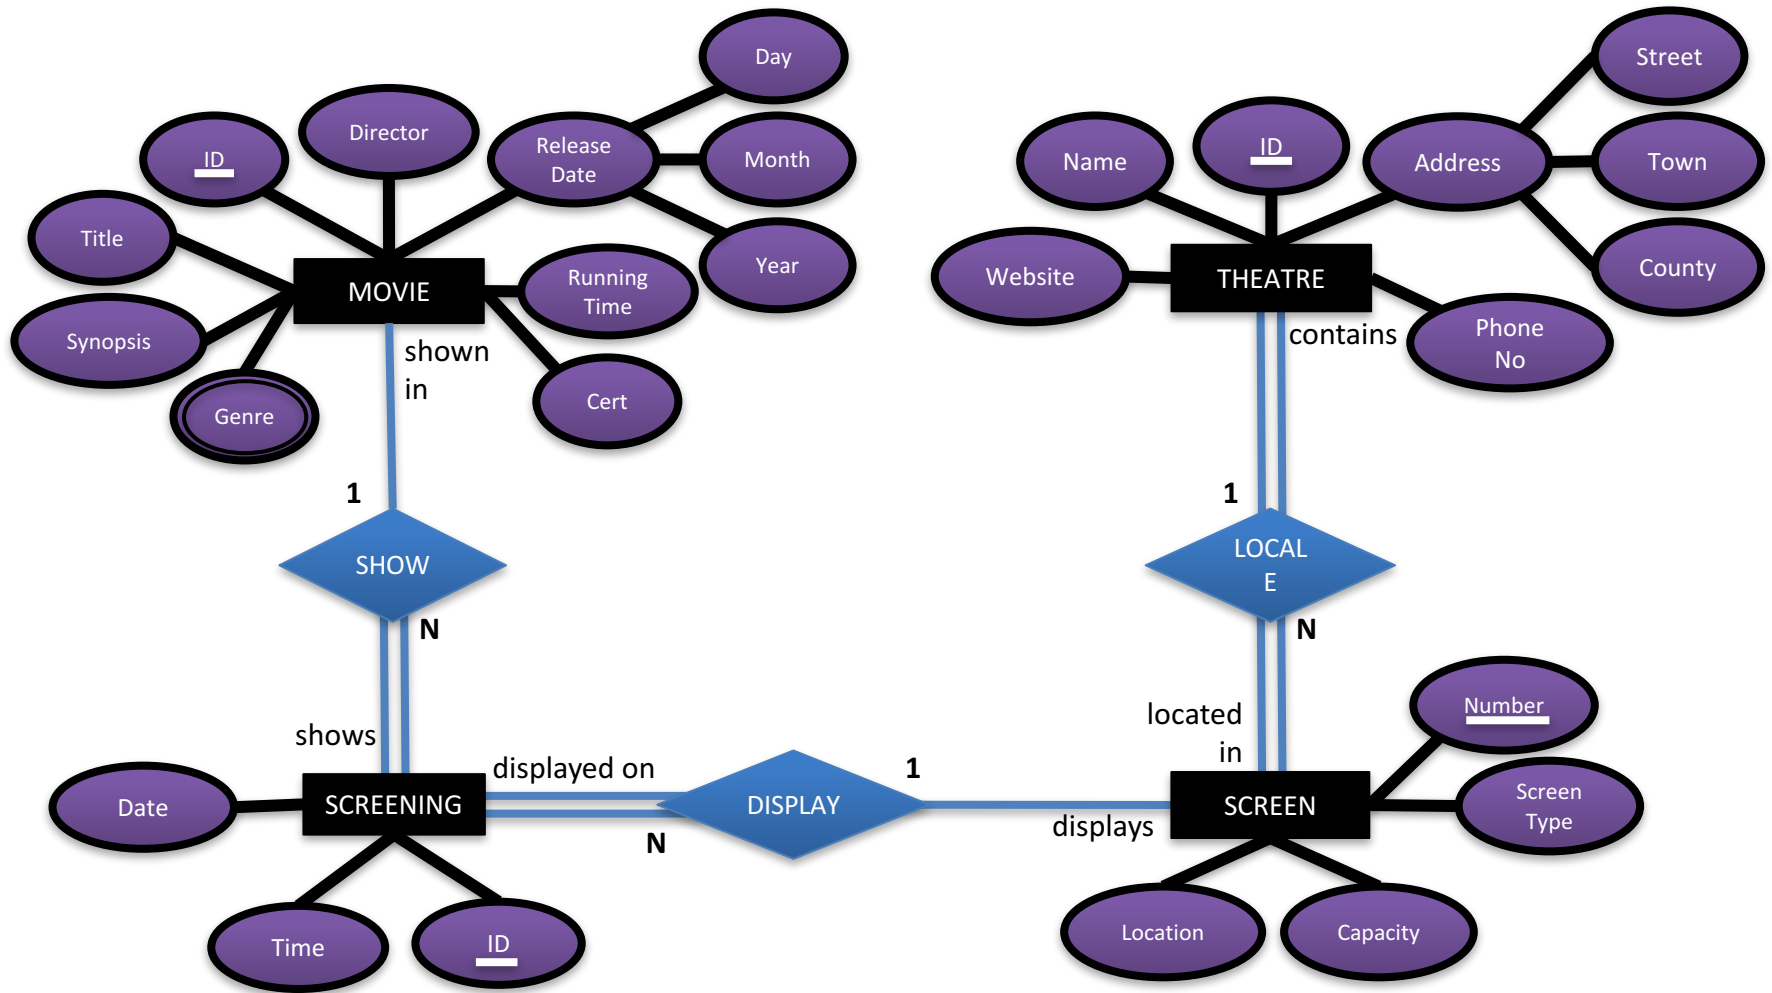 Day
Street
Director
Release
Date
ID
Month
Name
ID
Address
Town
Title
Year
Website
County
MOVIE
Running
Time
THEATRE
Synopsis
shown
in
contains
Phone
No
Genre
Cert
1
1
SHOW
LOCAL
E
N
N
Number
shows
located
in
displayed on
1
Date
SCREENING
DISPLAY
SCREEN
Screen
Type
N
displays
Time
ID
Location
Capacity